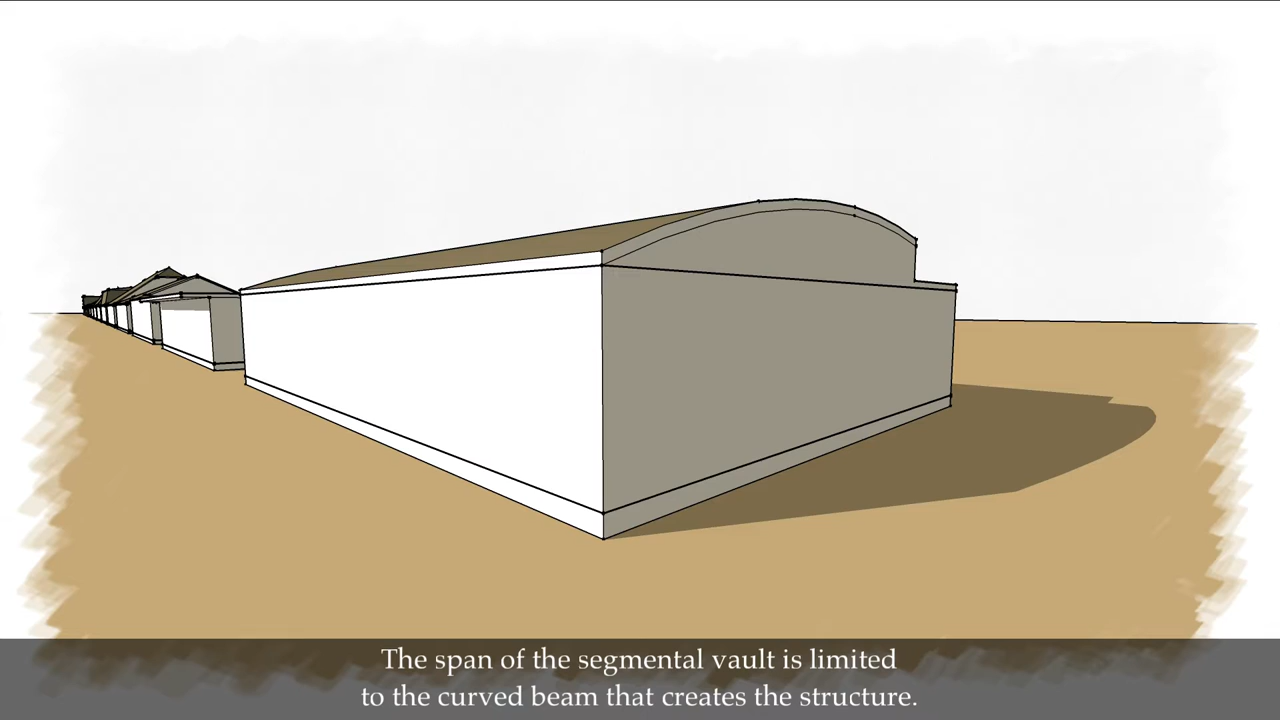 The span of the segmental vault is limited
to the curved beam that creates the structure.